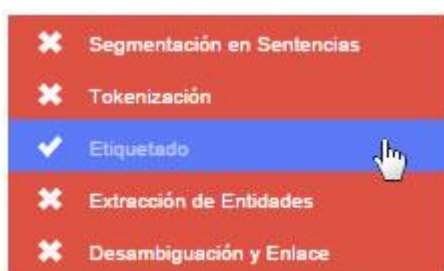 Segmentación en Sentencias
Tokenización
Etiquetado
Extracción de Entidades
Desambiguación y Enlace